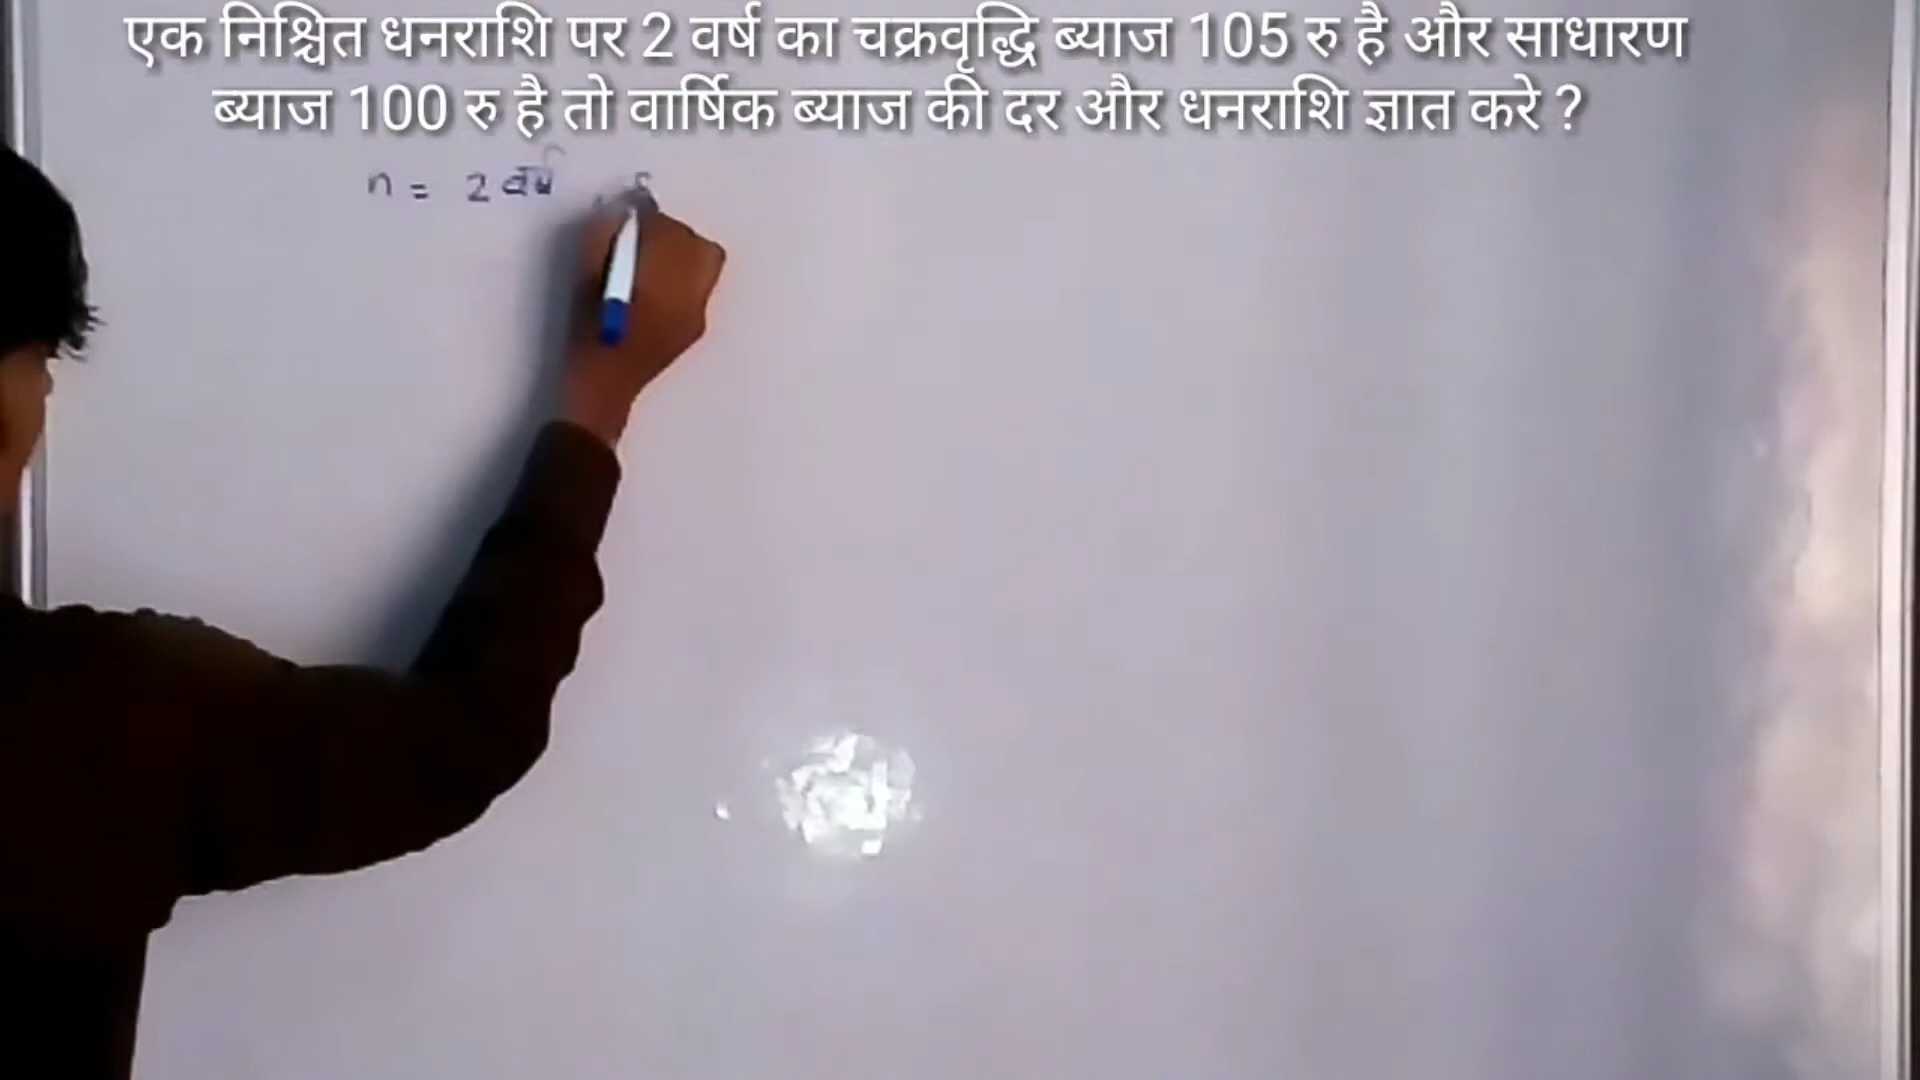 एक निश्चित धनराशि पर 2 वर्ष का चक्रवृद्धि ब्याज 105 रु है और साधारण
ब्याज 100 रु है तो वार्षिक ब्याज की दर और धनराशि ज्ञात करे ?
n = 2 वर्ष